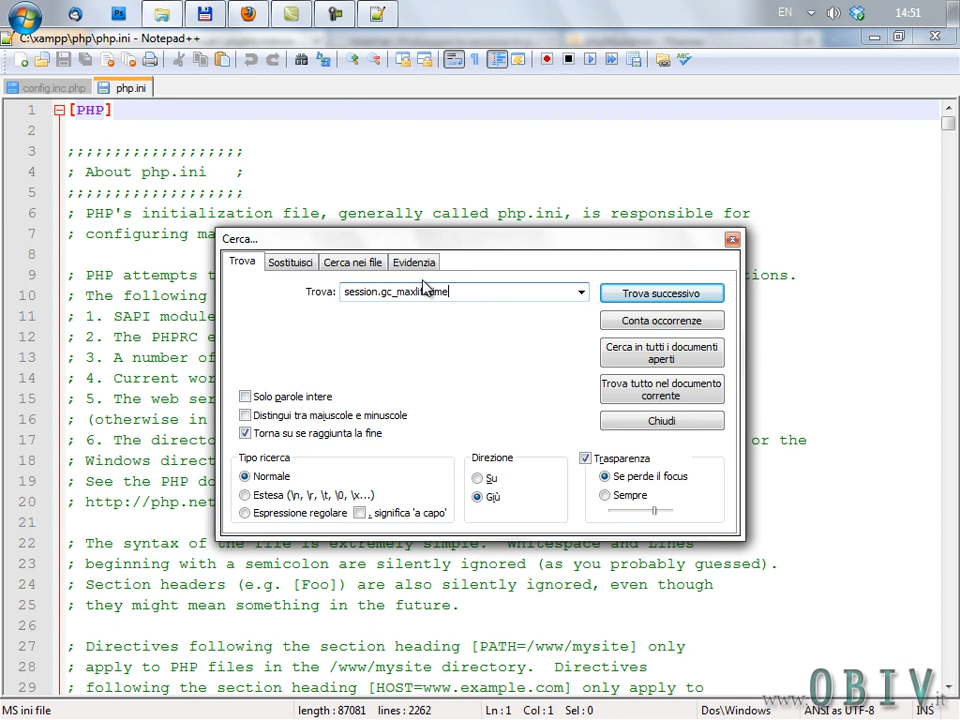 EN
14:51
C:\xampp\php\php.ini - Notepad++
config.inc.php
php.ini
1 [PHP]
2
3 ;;;;;;;;;;;;;;;;;;;
4 ; About php.ini   ;
5 ;;;;;;;;;;;;;;;;;;;
6 ; PHP's initialization file, generally called php.ini, is responsible for
7 ; configuring
8
9 ; PHP attempts
10 ; The following
11 ; 1. SAPI module
12 ; 2. The PHPRC
13 ; 3. A number of
14 ; 4. Current
15 ; 5. The web
16 ; (otherwise in
17 ; 6. The or the
18 ; Windows
19 ; See the PHP
20 ; http://php.net
21
22 ; The syntax of the file is extremely simple. Whitespace and Lines
23 ; beginning with a semicolon are silently ignored (as you probably guessed).
24 ; Section headers (e.g. [Foo]) are also silently ignored, even though
25 ; they might mean something in the future.
26
27 ; Directives following the section heading [PATH=/www/mysite] only
28 ; apply to PHP files in the /www/mysite directory.  Directives
29 ; following the section heading [HOST=www.example.com] only apply to
Cerca...
Trova
Sostituisci
Cerca nei file
Evidenzia
Trova:
Trova successivo
Conta occorrenze
Cerca in tutti i documenti
aperti
Trova tutto nel documento
corrente
Chiudi
Solo parole intere
Distingui tra maiuscole e minuscole
Torna su se raggiunta la fine
Tipo ricerca
Normale
Estesa (\n, \r, \t, \0, \x...)
Espressione regolare
. significa 'a capo'
Direzione
Su
Giù
Trasparenza
Se perde il focus
Sempre
MS ini file
length : 87081   lines : 2262
Ln : 1   Col : 1   Sel : 0
Dos\Windows
ANSI as UTF-8
INS
www.OBIV.it